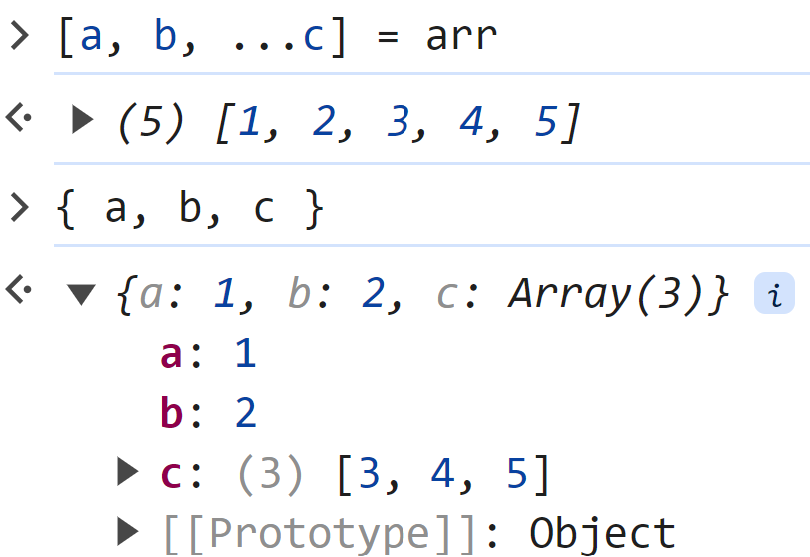 [a, b, ...c] = arr
(5) [1, 2, 3, 4, 5]
{ a, b, c }
{a: 1, b: 2, c: Array(3)} i
a: 1
b: 2
c: (3) [3, 4, 5]
[[Prototype]]: Object